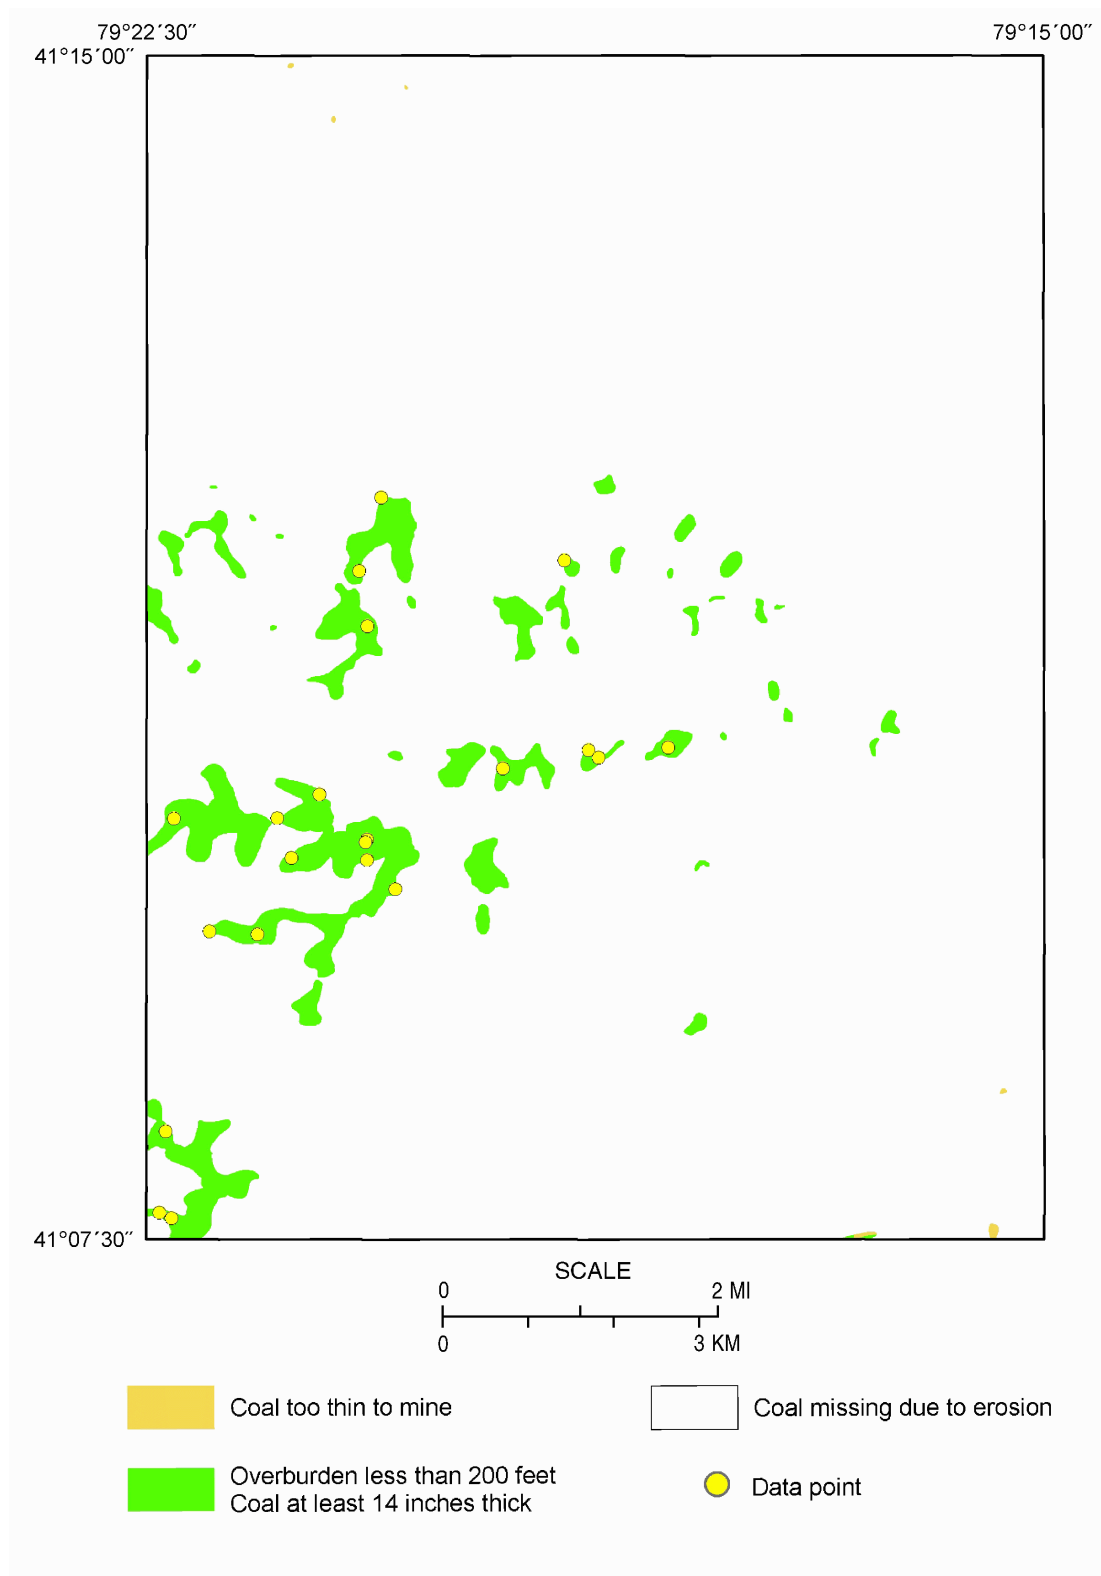 79°22´30˝ 79°15´00˝
41°15´00˝
41°07´30˝
SCALE
0 2 MI
0 3 KM
Coal too thin to mine
Coal missing due to erosion
Overburden less than 200 feet
Coal at least 14 inches thick
Data point